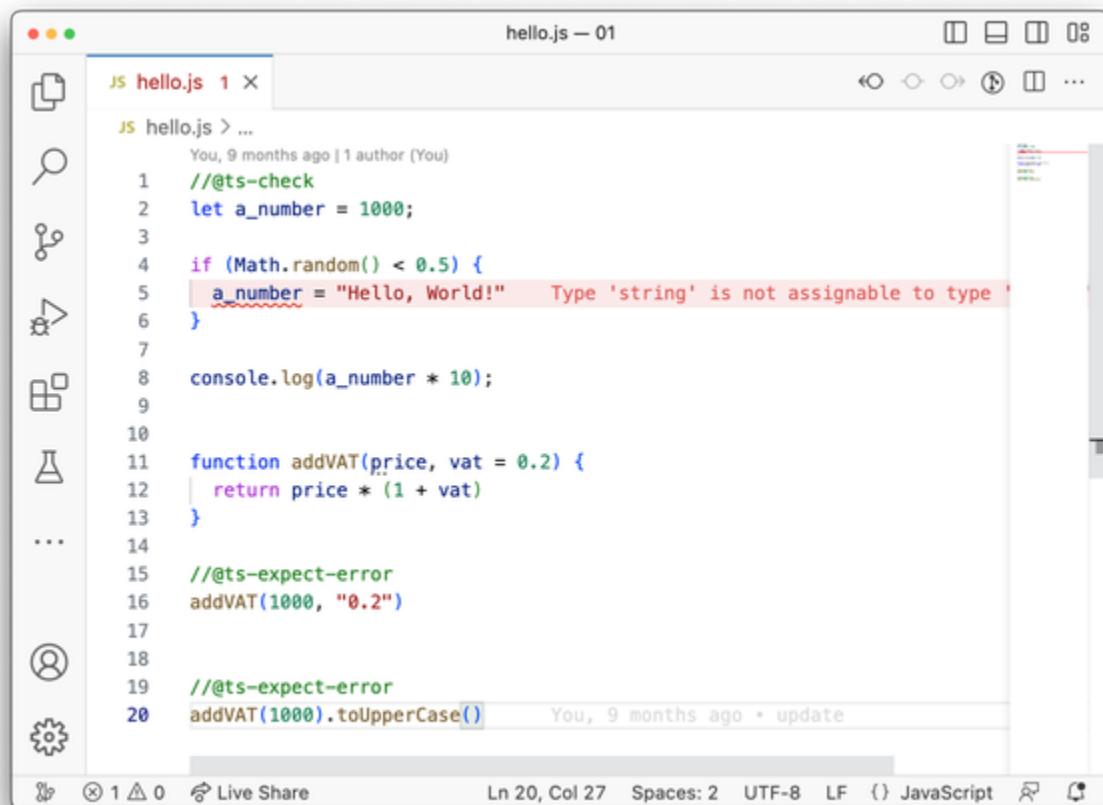 hello.js — 01
JS hello.js 1
JS hello.js > ...
You, 9 months ago | 1 author (You)
1 //@ts-check
2 let a_number = 1000;
3
4 if (Math.random() < 0.5) {
5 a_number = "Hello, World!" Type 'string' is not assignable to type '
6 }
7
8 console.log(a_number * 10);
9
10
11 function addVAT(price, vat = 0.2) {
12 return price * (1 + vat)
13 }
14
15 //@ts-expect-error
16 addVAT(1000, "0.2")
17
18
19 //@ts-expect-error
20 addVAT(1000).toUpperCase() You, 9 months ago • update
1 0 Live Share Ln 20, Col 27 Spaces: 2 UTF-8 LF {} JavaScript